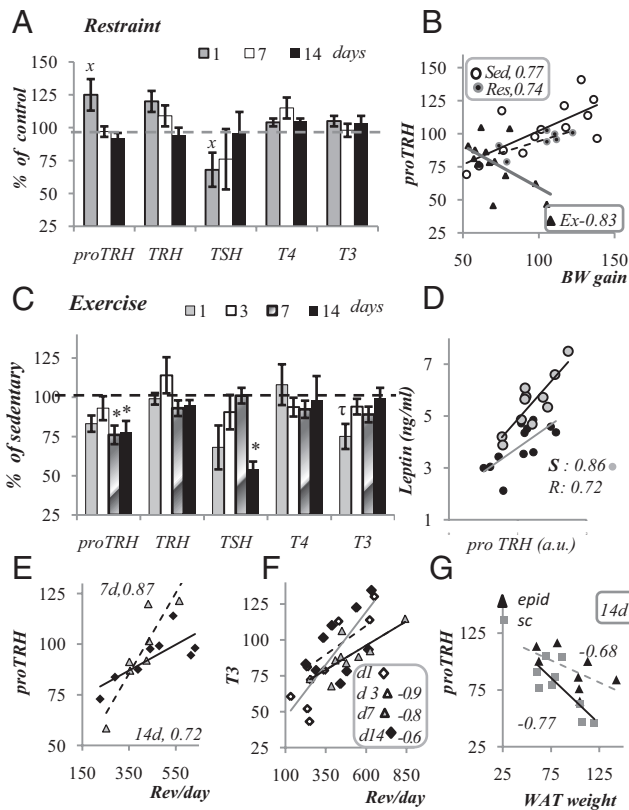 A Restraint
1 7 14 days
x
x
% of control
150
125
100
75
50
25
0
proTRH TRH TSH T4 T3
B
Sed, 0.77
Res, 0.74
Ex-0.83
proTRH
175
150
125
100
75
50
25
50 100 150
BW gain
C Exercise
1 3 7 14 days
% of sedentary
125
100
75
50
25
0
**
*
τ
proTRH TRH TSH T4 T3
D
Leptin (ng/ml)
7
5
3
1
S : 0.86
R: 0.72
pro TRH (a.u.)
E
7d, 0.87
14d, 0.72
proTRH
125
100
75
50
150 350 550
Rev/day
F
T3
125
100
75
50
25
d1
d 3 -0.9
d7 -0.8
d14 -0.6
100 350 600 850
Rev/day
G
epid
sc
14d
-0.68
-0.77
proTRH
150
125
100
75
50
25
25 75 125
WAT weight